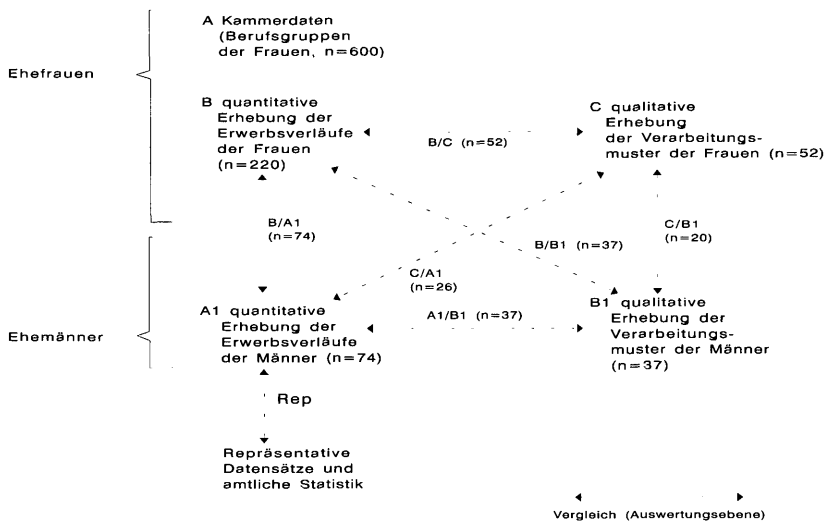 A Kammerdaten
(Berufsgruppen
der Frauen, n=600)
Ehefrauen
B quantitative
Erhebung der
Erwerbsverläufe
der Frauen
(n=220)
B/C (n=52)
C qualitative
Erhebung
der Verarbeitungs-
muster der Frauen (n=52)
B/A1
(n=74)
B/B1 (n=37)
C/B1
(n=20)
C/A1
(n=26)
Ehemänner
A1 quantitative
Erhebung der
Erwerbsverläufe
der Männer (n=74)
A1/B1 (n=37)
B1 qualitative
Erhebung der
Verarbeitungs-
muster der Männer
(n=37)
Rep
Repräsentative
Datensätze und
amtliche Statistik
Vergleich (Auswertungsebene)